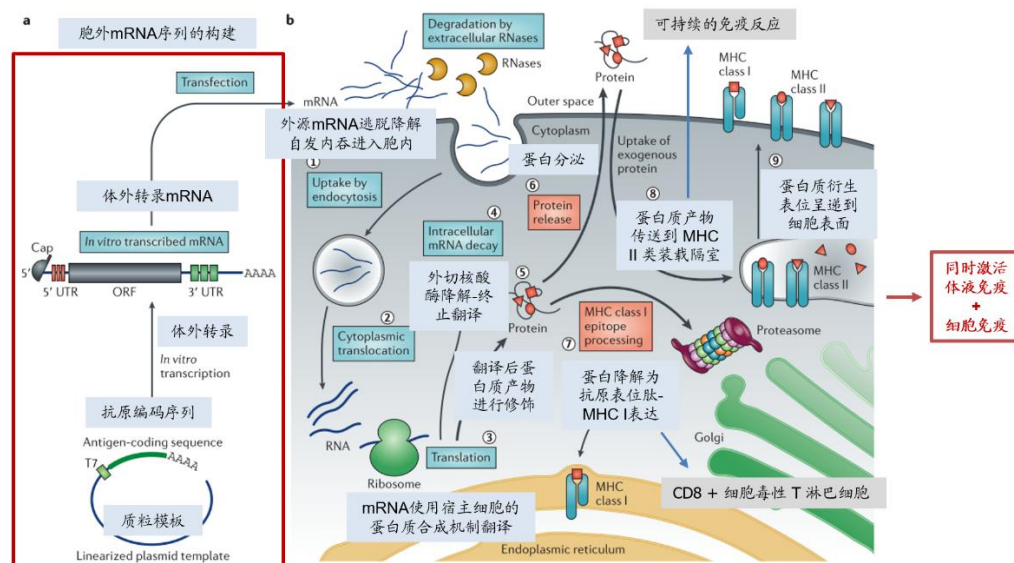 a
胞外mRNA序列的构建
Transfection
体外转录mRNA
In vitro transcribed mRNA
Cap
5′
AAAA
5′ UTR
ORF
3′ UTR
体外转录
In vitro
transcription
抗原编码序列
Antigen-coding sequence
T7
AAAA
质粒模板
Linearized plasmid template
b
Degradation by
extracellular RNases
RNases
mRNA
外源mRNA逃脱降解
自发内吞进入胞内
①
Uptake by
endocytosis
②
Cytoplasmic
translocation
RNA
Ribosome
③
Translation
mRNA使用宿主细胞的
蛋白质合成机制翻译
④
Intracellular
mRNA decay
外切核酸
酶降解-终
止翻译
⑤
Protein
翻译后蛋
白质产物
进行修饰
蛋白分泌
⑥
Protein
release
Protein
Outer space
Cytoplasm
Uptake of
exogenous
protein
可持续的免疫反应
⑦
MHC class I
epitope
processing
Proteasome
蛋白降解为
抗原表位肽-
MHC I表达
MHC
class I
Endoplasmic reticulum
Golgi
CD8 + 细胞毒性 T 淋巴细胞
⑧
蛋白质产物
传送到 MHC
II 类装载隔室
MHC
class II
⑨
蛋白质衍生
表位呈递到
细胞表面
MHC
class I
MHC
class II
同时激活
体液免疫
+
细胞免疫